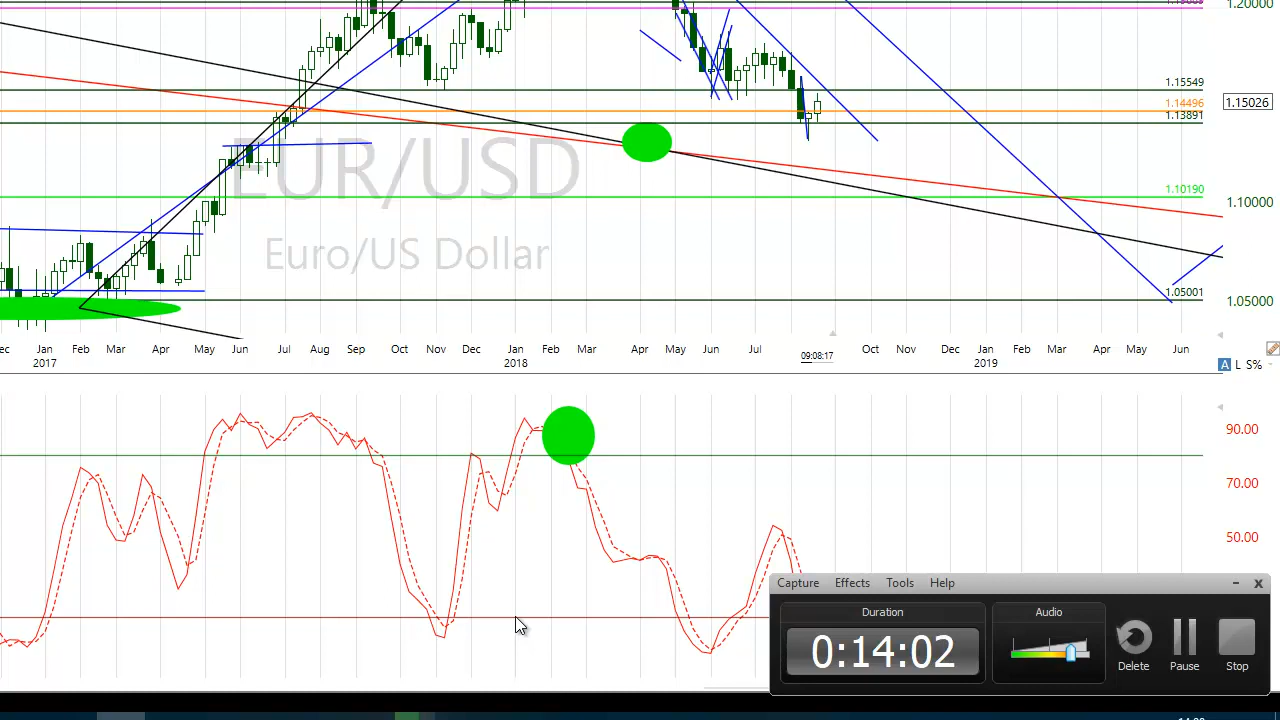 1.20000
1.15549
1.14496
1.15026
1.13891
EUR/USD
Euro/US Dollar
1.10190
1.10000
1.05001
1.05000
Jan Feb Mar Apr May Jun Jul Aug Sep Oct Nov Dec Jan Feb Mar Apr May Jun Jul 09:08:17 Oct Nov Dec Jan Feb Mar Apr May Jun
2017 2018 2019
A L S%
90.00
70.00
50.00
Capture Effects Tools Help
Duration Audio
0:14:02
Delete Pause Stop